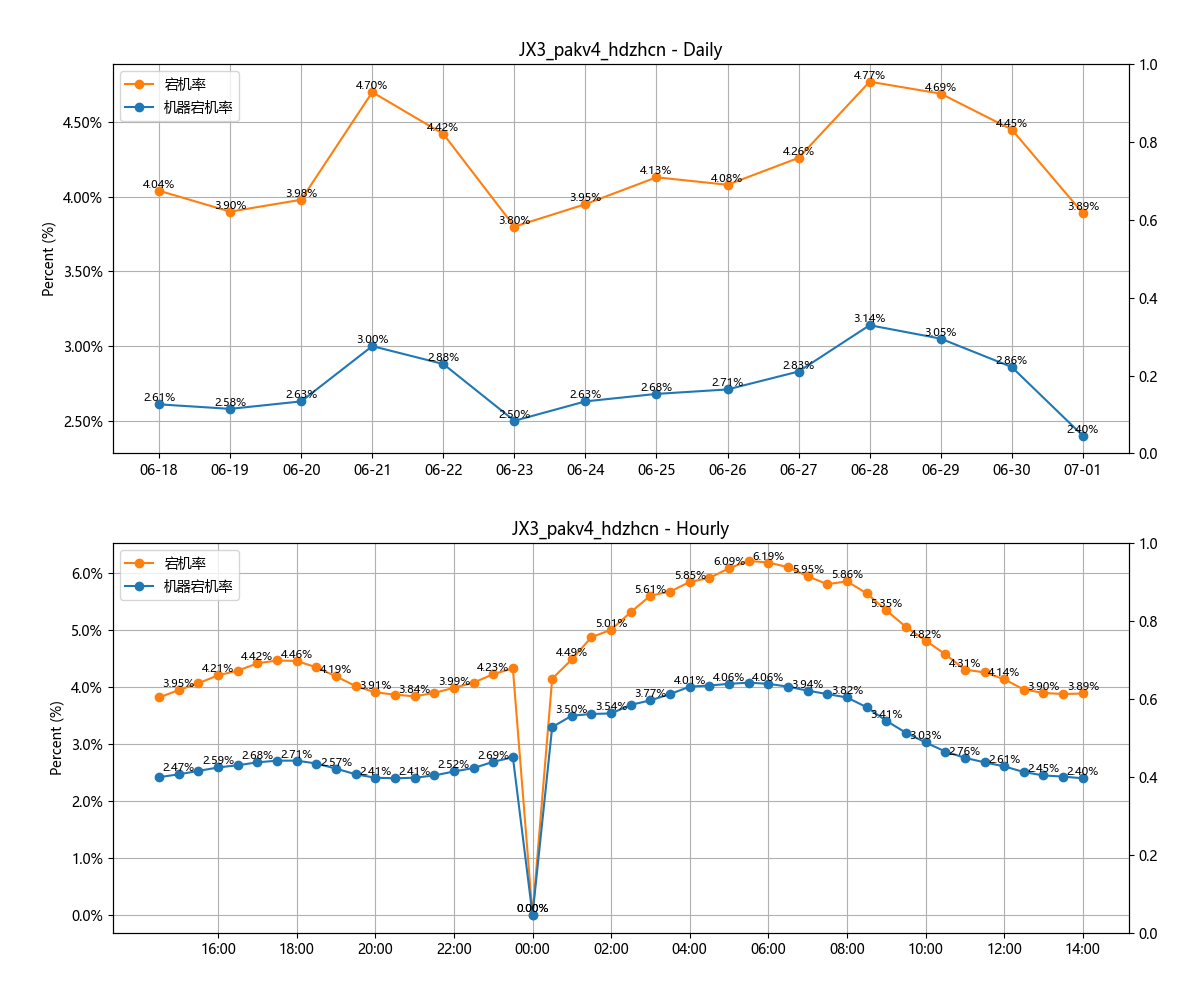 JX3_pakv4_hdzhcn - Daily
宕机率
机器宕机率
Percent (%)
4.50%
4.00%
3.50%
3.00%
2.50%
1.0
0.8
0.6
0.4
0.2
0.0
4.04% 3.90% 3.98% 4.70% 4.42% 3.80% 3.95% 4.13% 4.08% 4.26% 4.77% 4.69% 4.45% 3.89%
2.61% 2.58% 2.63% 3.00% 2.88% 2.50% 2.63% 2.68% 2.71% 2.83% 3.14% 3.05% 2.86% 2.40%
06-18 06-19 06-20 06-21 06-22 06-23 06-24 06-25 06-26 06-27 06-28 06-29 06-30 07-01
JX3_pakv4_hdzhcn - Hourly
宕机率
机器宕机率
Percent (%)
6.0%
5.0%
4.0%
3.0%
2.0%
1.0%
0.0%
1.0
0.8
0.6
0.4
0.2
0.0
3.95% 4.21% 4.42% 4.46% 4.19% 3.91% 3.84% 3.99% 4.23% 0.00% 4.49% 5.01% 5.61% 5.85% 6.09% 6.19% 5.95% 5.86% 5.35% 4.82% 4.31% 4.14% 3.90% 3.89%
2.47% 2.59% 2.68% 2.71% 2.57% 2.41% 2.41% 2.52% 2.69% 0.00% 3.50% 3.54% 3.77% 4.01% 4.06% 4.06% 3.94% 3.82% 3.41% 3.03% 2.76% 2.61% 2.45% 2.40%
16:00 18:00 20:00 22:00 00:00 02:00 04:00 06:00 08:00 10:00 12:00 14:00